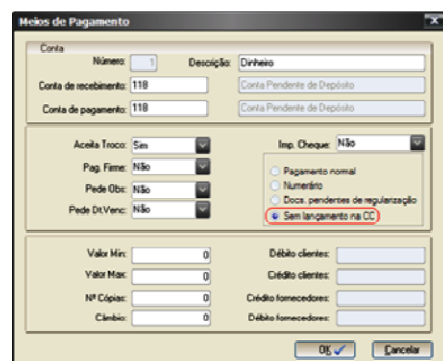 Meios de Pagamento
Conta
Número: 1 Descrição: Dinheiro
Conta de recebimento: 118 Conta Pendente de Depósito
Conta de pagamento: 118 Conta Pendente de Depósito
Aceita Troco: Sim Imp. Cheque: Não
Pag. Firme: Não Pagamento normal
Pede Obs: Não Numerário
Pede Dt.Venc: Não Docs. pendentes de regularização
Sem lançamento na CC
Valor Min: 0 Débito clientes:
Valor Max: 0 Crédito clientes:
Nº Cópias: 0 Crédito fornecedores:
Câmbio: 0 Débito fornecedores:
OK Cancelar